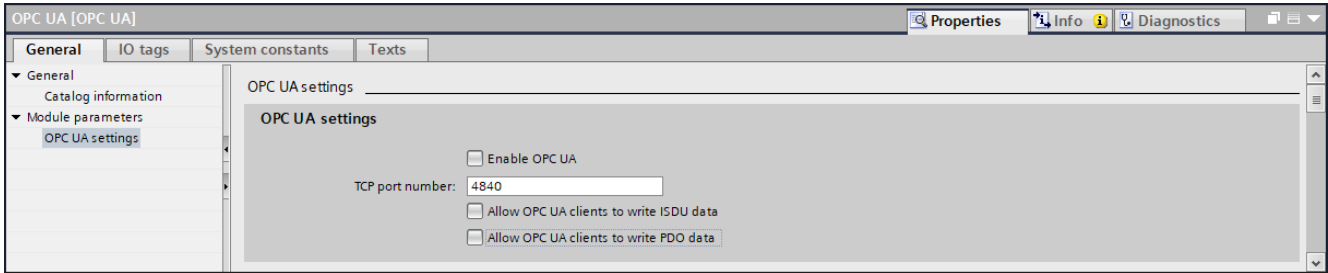 OPC UA [OPC UA]
Properties
Info
Diagnostics
General
IO tags
System constants
Texts
General
Catalog information
Module parameters
OPC UA settings
OPC UA settings
OPC UA settings
Enable OPC UA
TCP port number: 4840
Allow OPC UA clients to write ISDU data
Allow OPC UA clients to write PDO data